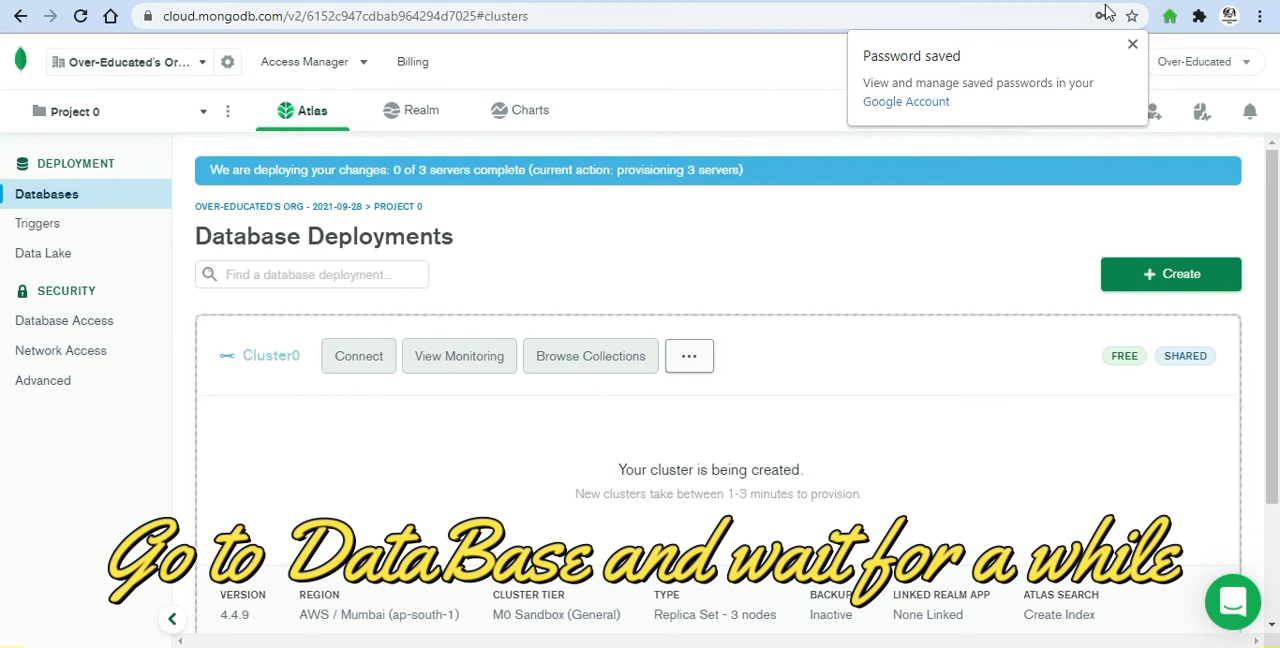 cloud.mongodb.com/v2/6152c947cdbab964294d7025#clusters
Password saved
View and manage saved passwords in your
Google Account
Over-Educated's Or...
Access Manager
Billing
Over-Educated
Project 0
Atlas
Realm
Charts
DEPLOYMENT
Databases
Triggers
Data Lake
SECURITY
Database Access
Network Access
Advanced
We are deploying your changes: 0 of 3 servers complete (current action: provisioning 3 servers)
OVER-EDUCATED'S ORG - 2021-09-28 > PROJECT 0
Database Deployments
Find a database deployment...
+ Create
Cluster0
Connect
View Monitoring
Browse Collections
...
FREE
SHARED
Your cluster is being created.
New clusters take between 1-3 minutes to provision.
Go to DataBase and wait for a while
VERSION REGION CLUSTER TIER TYPE BACKUPS LINKED REALM APP ATLAS SEARCH
4.4.9 AWS / Mumbai (ap-south-1) M0 Sandbox (General) Replica Set - 3 nodes Inactive None Linked Create Index